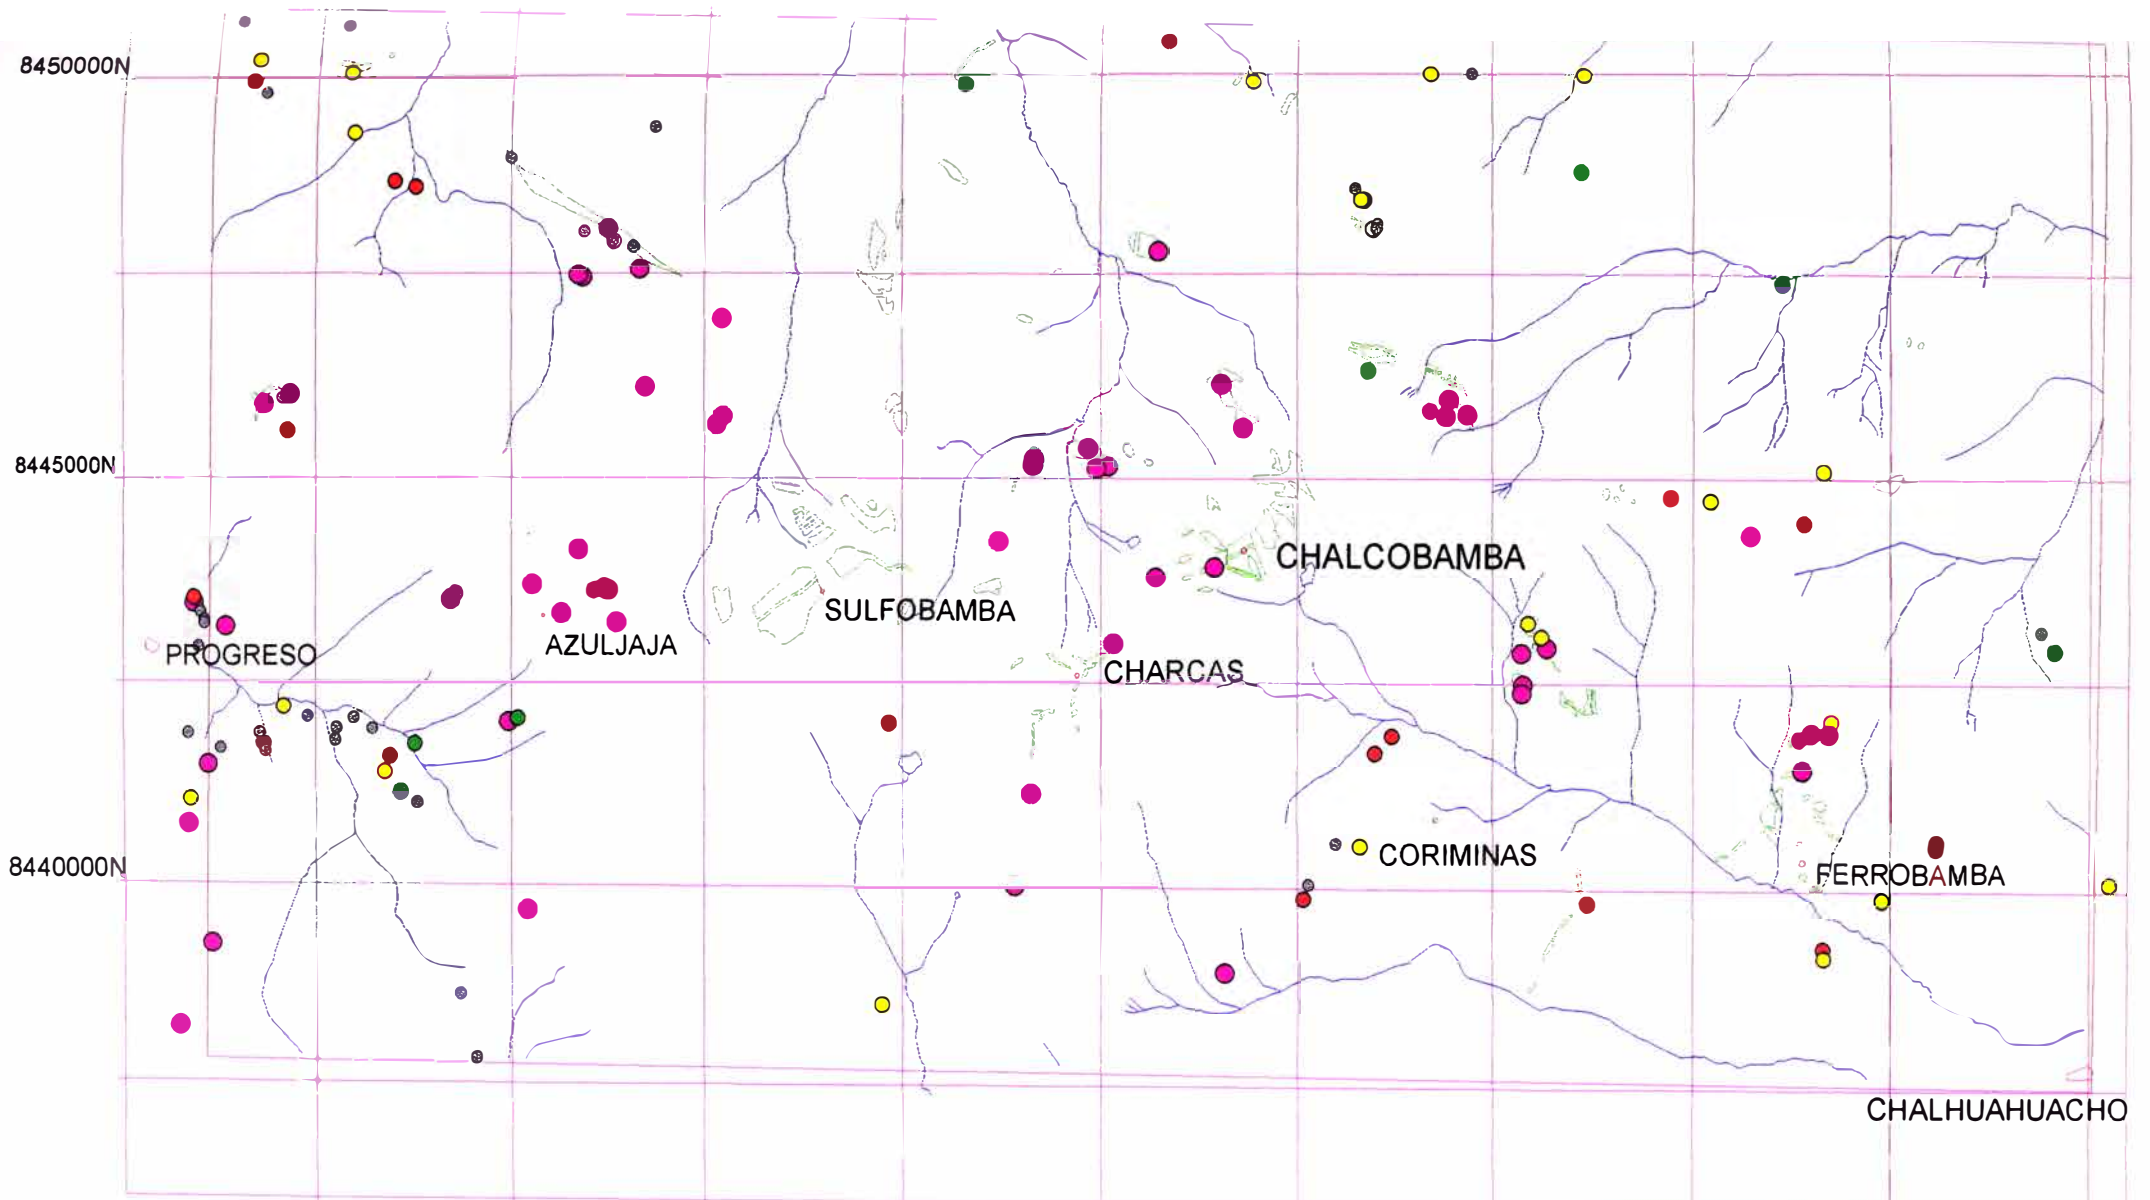 8450000N
8445000N
CHALCOBAMBA
SULFOBAMBA
AZULJAJA
PROGRESO
CHARCAS
CORIMINAS
8440000N
FERROBAMBA
CHALHUAHUACHO